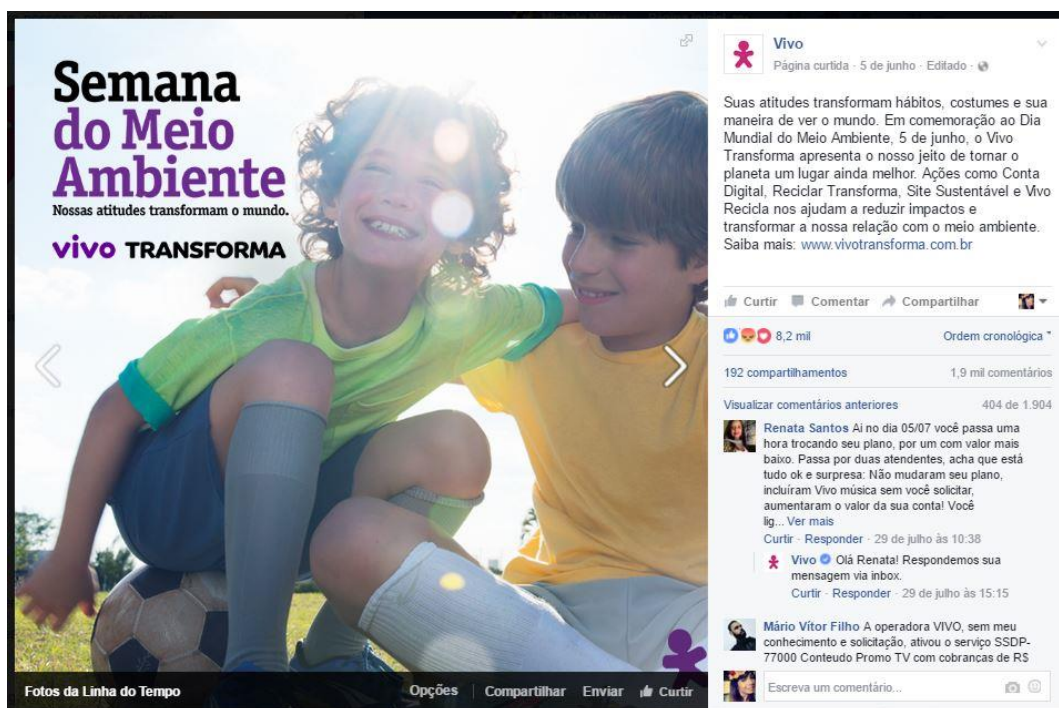 Semana
do Meio
Ambiente
Nossas atitudes transformam o mundo.
vivo TRANSFORMA
Fotos da Linha do Tempo
Opções
Compartilhar
Enviar
Curtir
Vivo
Página curtida · 5 de junho · Editado ·
Suas atitudes transformam hábitos, costumes e sua
maneira de ver o mundo. Em comemoração ao Dia
Mundial do Meio Ambiente, 5 de junho, o Vivo
Transforma apresenta o nosso jeito de tornar o
planeta um lugar ainda melhor. Ações como Conta
Digital, Reciclar Transforma, Site Sustentável e Vivo
Recicla nos ajudam a reduzir impactos e
transformar a nossa relação com o meio ambiente.
Saiba mais: www.vivotransforma.com.br
Curtir Comentar Compartilhar
8,2 mil
Ordem cronológica
192 compartilhamentos
1,9 mil comentários
Visualizar comentários anteriores
404 de 1.904
Renata Santos Ai no dia 05/07 você passa uma
hora trocando seu plano, por um com valor mais
baixo. Passa por duas atendentes, acha que está
tudo ok e surpresa: Não mudaram seu plano,
incluíram Vivo música sem você solicitar,
aumentaram o valor da sua conta! Você
lig... Ver mais
Curtir · Responder · 29 de julho às 10:38
Vivo Olá Renata! Respondemos sua
mensagem via inbox.
Curtir · Responder · 29 de julho às 15:15
Mário Vítor Filho A operadora VIVO, sem meu
conhecimento e solicitação, ativou o serviço SSDP-
77000 Conteudo Promo TV com cobrancas de R$
Escreva um comentário...